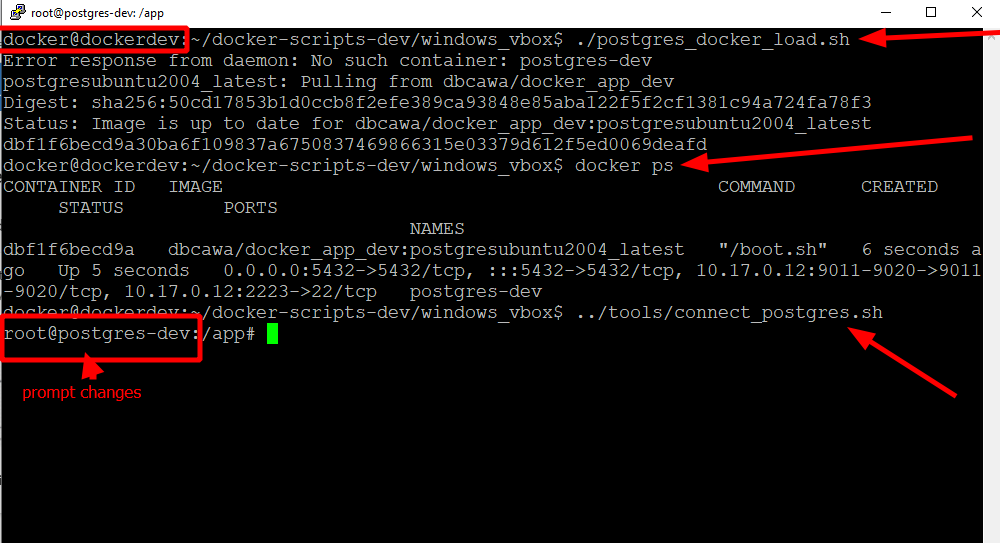 root@postgres-dev: /app
docker@dockerdev:~/docker-scripts-dev/windows_vbox$ ./postgres_docker_load.sh
Error response from daemon: No such container: postgres-dev
postgresubuntu2004_latest: Pulling from dbcawa/docker_app_dev
Digest: sha256:50cd17853b1d0ccb8f2efe389ca93848e85aba122f5f2cf1381c94a724fa78f3
Status: Image is up to date for dbcawa/docker_app_dev:postgresubuntu2004_latest
dbf1f6becd9a30ba6f109837a6750837469866315e03379d612f5ed0069deafd
docker@dockerdev:~/docker-scripts-dev/windows_vbox$ docker ps
CONTAINER ID   IMAGE                                              COMMAND      CREATED
STATUS         PORTS
NAMES
dbf1f6becd9a   dbcawa/docker_app_dev:postgresubuntu2004_latest   "/boot.sh"   6 seconds a
go   Up 5 seconds   0.0.0.0:5432->5432/tcp, :::5432->5432/tcp, 10.17.0.12:9011-9020->9011
-9020/tcp, 10.17.0.12:2223->22/tcp   postgres-dev
docker@dockerdev:~/docker-scripts-dev/windows_vbox$ ../tools/connect_postgres.sh
root@postgres-dev:/app#
prompt changes